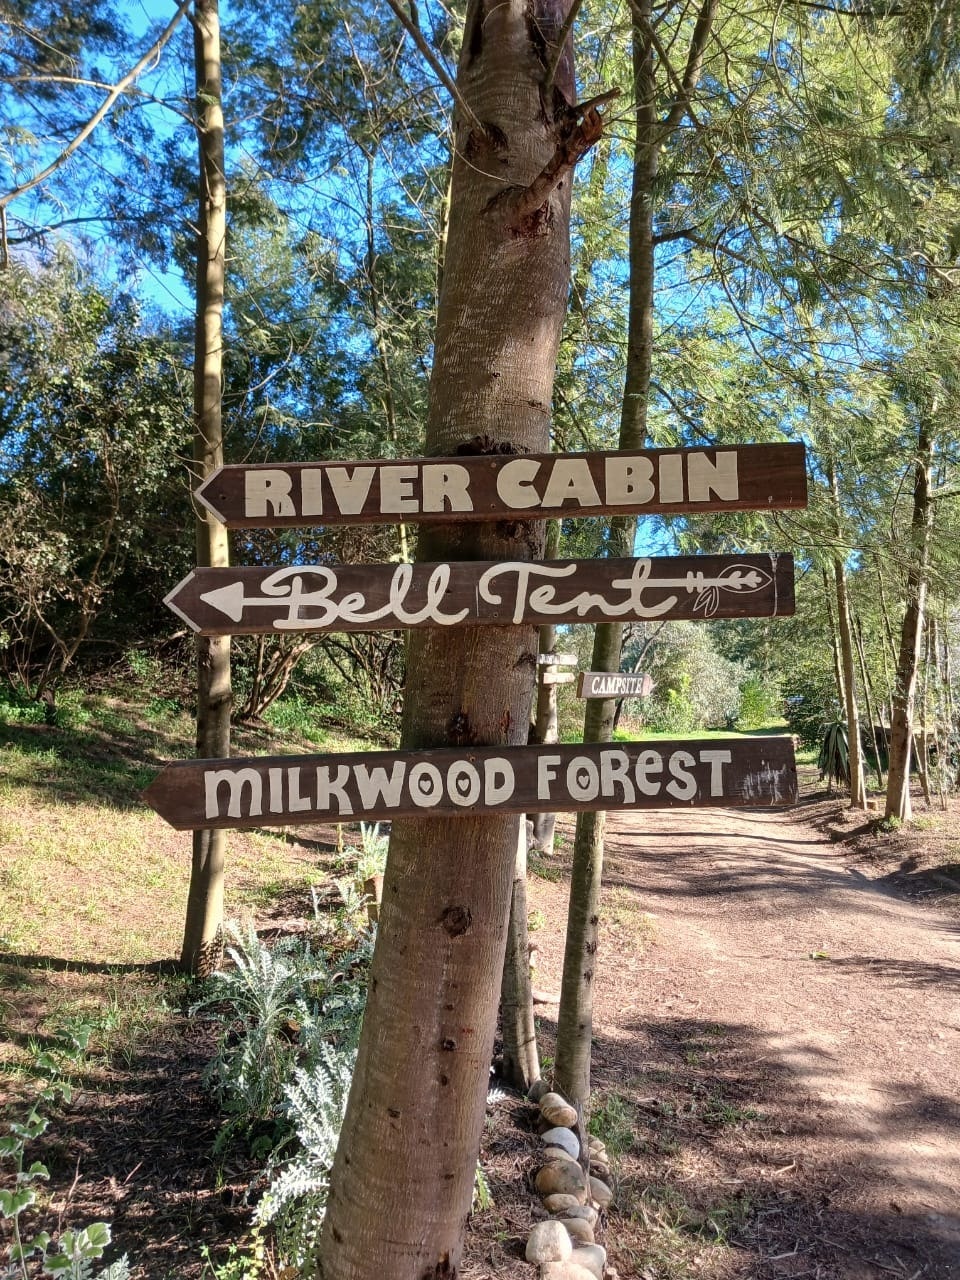 RIVER CABIN
Bell Tent
CAMPSITE
MILKWOOD FOREST